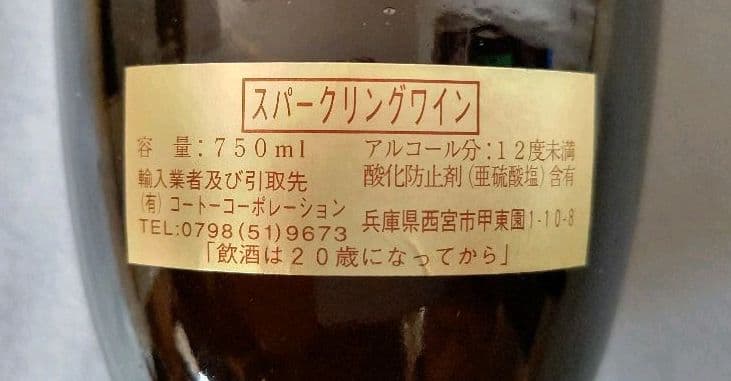 スパークリングワイン
容 量：750ml アルコール分：12度未満
輸入業者及び引取先 酸化防止剤（亜硫酸塩）含有
（有）コートーコーポレーション
TEL:0798(51)9673 兵庫県西宮市甲東園1-10-8
「飲酒は20歳になってから」